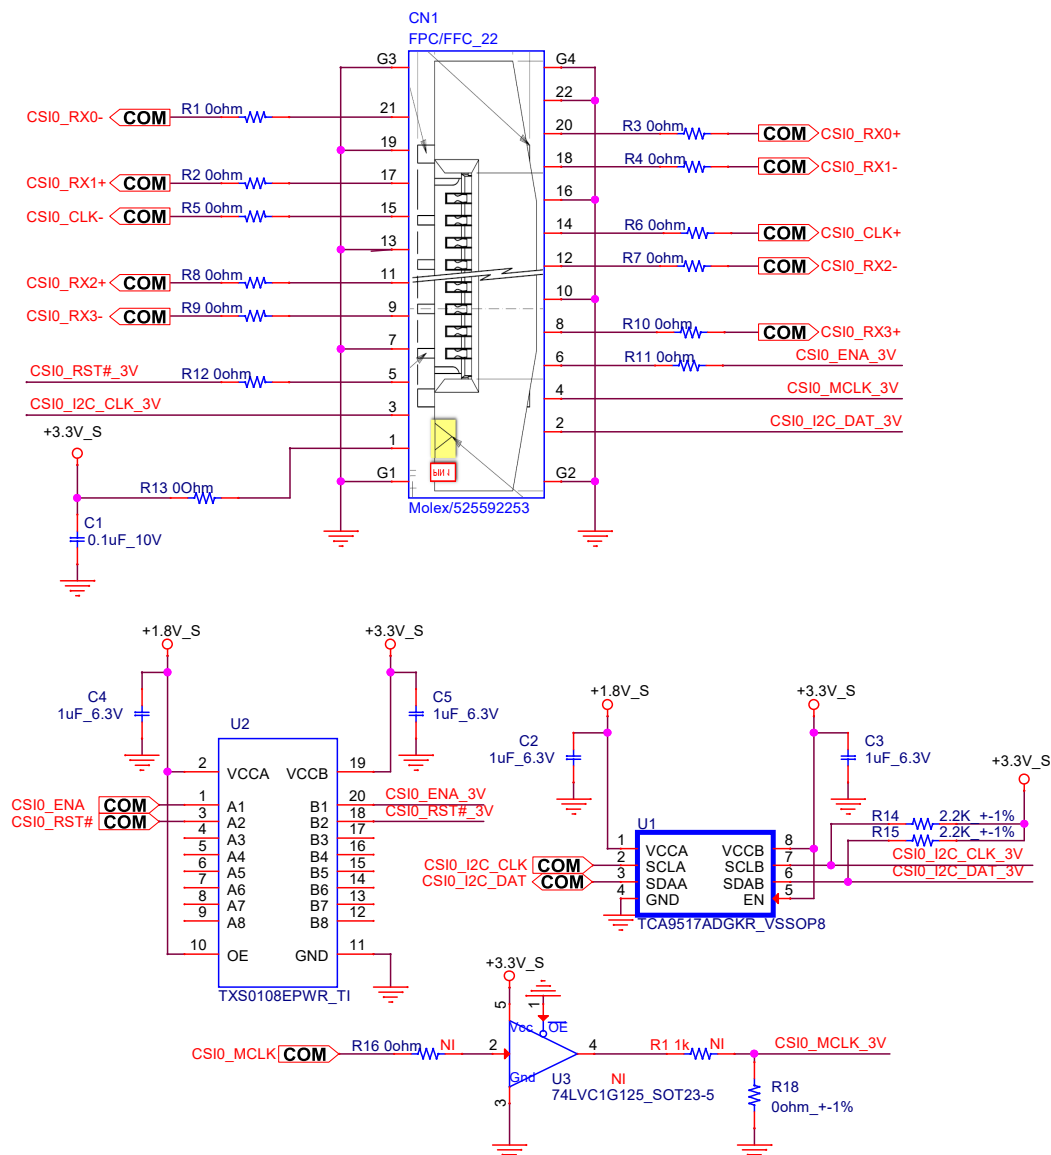 CN1
FPC/FFC_22
G3
G4
22
CSI0_RX0- COM R1 0ohm 21
20 R3 0ohm COM CSI0_RX0+
19
18 R4 0ohm COM CSI0_RX1-
CSI0_RX1+ COM R2 0ohm 17
16
CSI0_CLK- COM R5 0ohm 15
14 R6 0ohm COM CSI0_CLK+
13
12 R7 0ohm COM CSI0_RX2-
CSI0_RX2+ COM R8 0ohm 11
10
CSI0_RX3- COM R9 0ohm 9
8 R10 0ohm COM CSI0_RX3+
7
6 R11 0ohm CSI0_ENA_3V
CSI0_RST#_3V R12 0ohm 5
4 CSI0_MCLK_3V
CSI0_I2C_CLK_3V 3
2 CSI0_I2C_DAT_3V
+3.3V_S
1
PIN 1
G1
G2
R13 0Ohm
Molex/525592253
C1
0.1uF_10V
+1.8V_S
+3.3V_S
C4
1uF_6.3V
C5
1uF_6.3V
U2
2 VCCA VCCB 19
CSI0_ENA COM 1 A1 B1 20 CSI0_ENA_3V
CSI0_RST# COM 3 A2 B2 18 CSI0_RST#_3V
4 A3 B3 17
5 A4 B4 16
6 A5 B5 15
7 A6 B6 14
8 A7 B7 13
9 A8 B8 12
10 OE GND 11
TXS0108EPWR_TI
+1.8V_S
+3.3V_S
C2
1uF_6.3V
C3
1uF_6.3V
+3.3V_S
R14 2.2K_+-1%
R15 2.2K_+-1%
U1
1 VCCA VCCB 8
CSI0_I2C_CLK COM 2 SCLA SCLB 7 CSI0_I2C_CLK_3V
CSI0_I2C_DAT COM 3 SDAA SDAB 6 CSI0_I2C_DAT_3V
4 GND EN 5
TCA9517ADGKR_VSSOP8
+3.3V_S
5
1
Vcc
OE
CSI0_MCLK COM R16 0ohm NI 2
4 R1 1k NI CSI0_MCLK_3V
Gnd
3
U3 NI
74LVC1G125_SOT23-5
R18
0ohm_+-1%